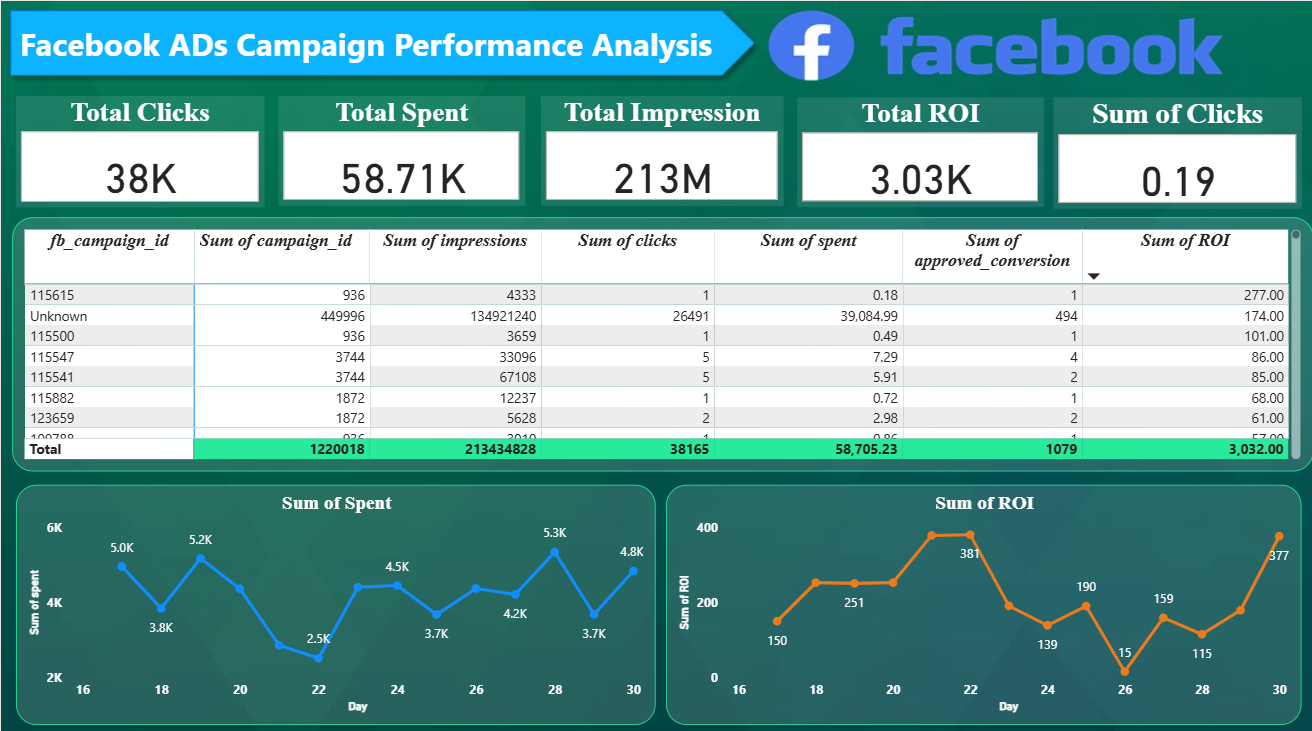 Facebook ADs Campaign Performance Analysis
f facebook
Total Clicks
38K
Total Spent
58.71K
Total Impression
213M
Total ROI
3.03K
Sum of Clicks
0.19
fb_campaign_id Sum of campaign_id Sum of impressions Sum of clicks Sum of spent Sum of Sum of ROI
approved_conversion
115615 936 4333 1 0.18 1 277.00
Unknown 449996 134921240 26491 39,084.99 494 174.00
115500 936 3659 1 0.49 1 101.00
115547 3744 33096 5 7.29 4 86.00
115541 3744 67108 5 5.91 2 85.00
115882 1872 12237 1 0.72 1 68.00
123659 1872 5628 2 2.98 2 61.00
Total 1220018 213434828 38165 58,705.23 1079 3,032.00
Sum of Spent
Sum of spent
6K
4K
2K
5.0K
3.8K
5.2K
2.5K
4.5K
3.7K
4.2K
5.3K
3.7K
4.8K
16 18 20 22 24 26 28 30
Day
Sum of ROI
Sum of ROI
400
200
0
150
251
381
139
190
15
159
115
377
16 18 20 22 24 26 28 30
Day